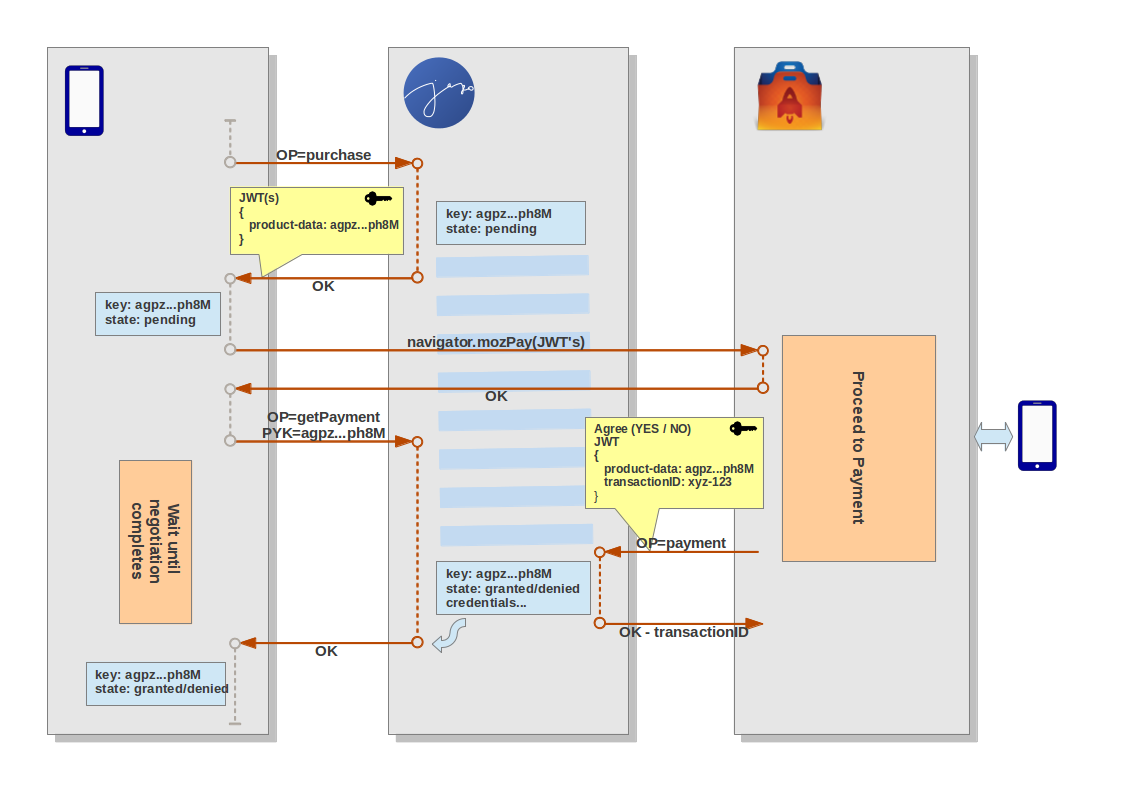 OP=purchase
JWT(s)
{
product-data: agpz...ph8M
}
key: agpz...ph8M
state: pending
OK
key: agpz...ph8M
state: pending
navigator.mozPay(JWT's)
OK
OP=getPayment
PYK=agpz...ph8M
Agree (YES / NO)
JWT
{
product-data: agpz...ph8M
transactionID: xyz-123
}
Proceed to Payment
Wait until
negotiation
completes
OP=payment
key: agpz...ph8M
state: granted/denied
credentials...
OK - transactionID
OK
key: agpz...ph8M
state: granted/denied